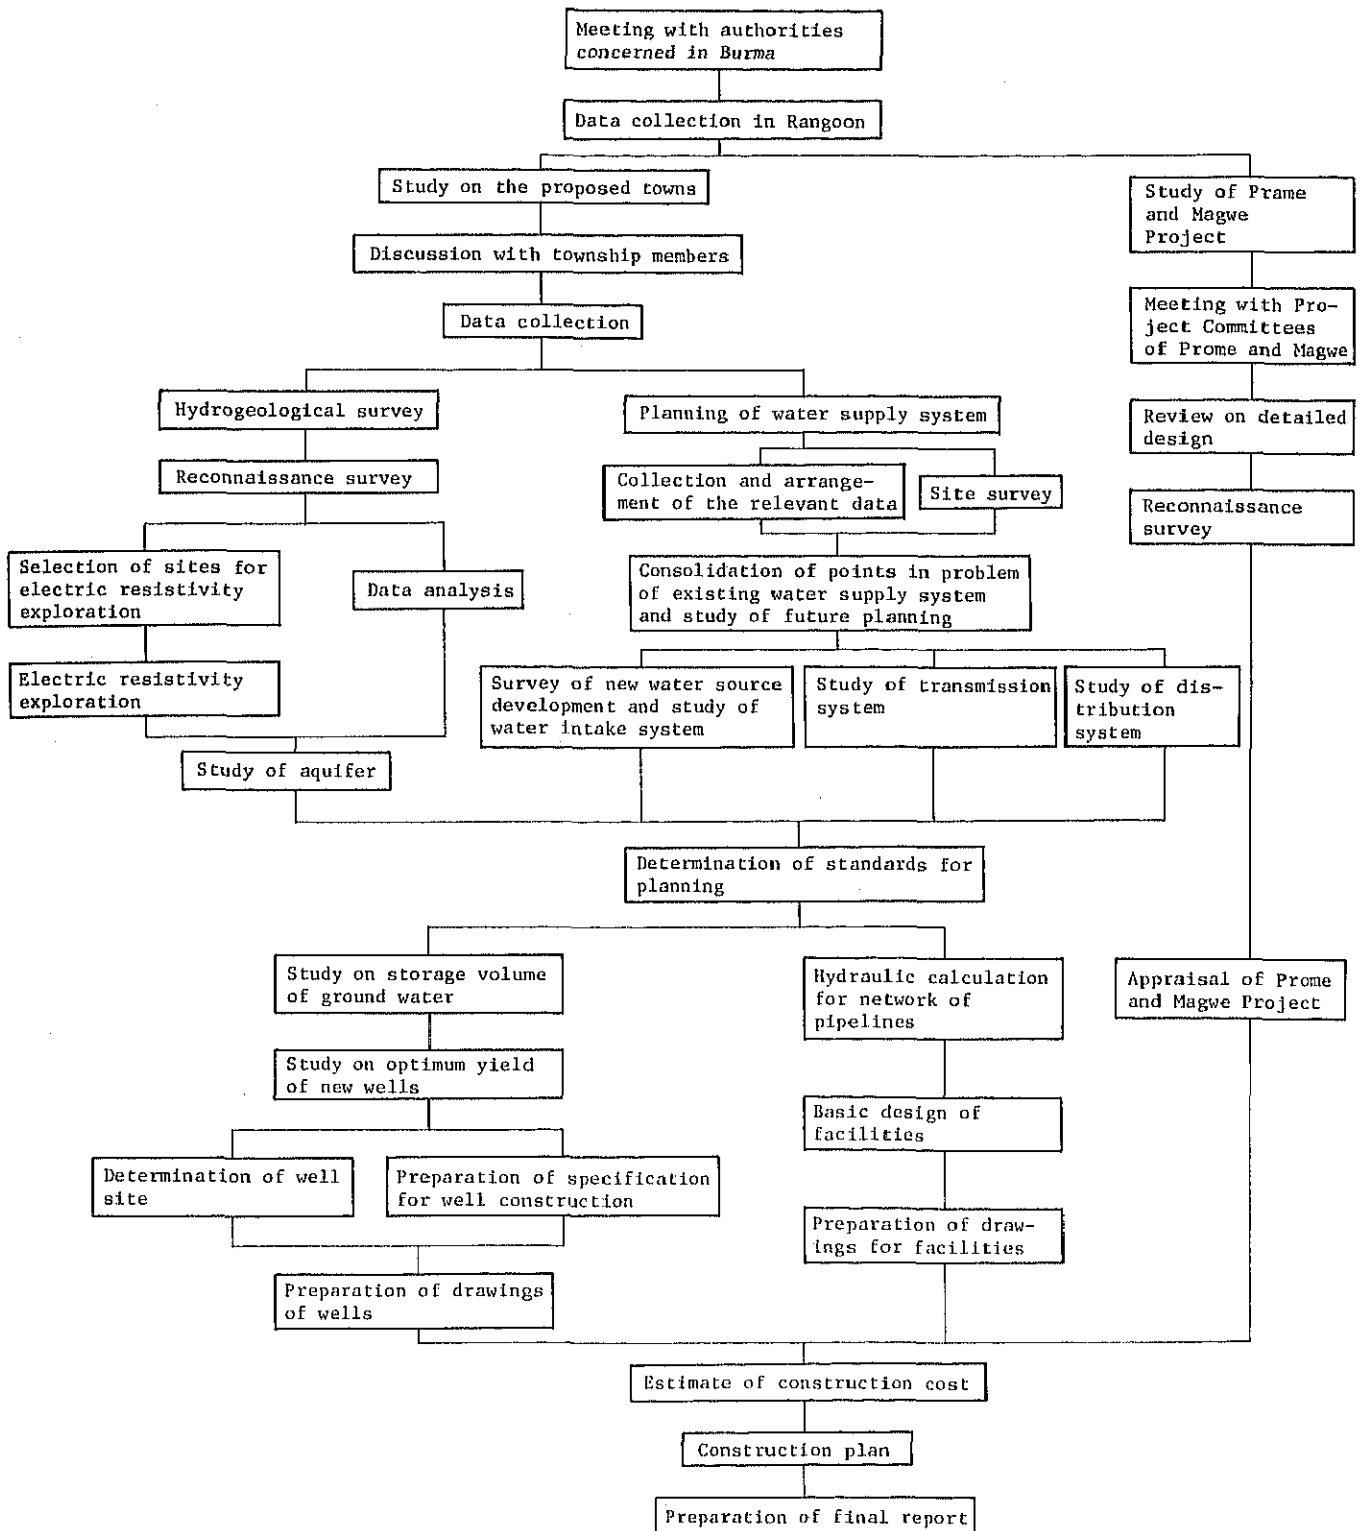 Meeting with authorities
concerned in Burma
Data collection in Rangoon
Study on the proposed towns
Study of Prame
and Magwe
Project
Discussion with township members
Data collection
Meeting with Pro-
ject Committees
of Prome and Magwe
Hydrogeological survey
Planning of water supply system
Review on detailed
design
Reconnaissance survey
Collection and arrange-
ment of the relevant data
Site survey
Reconnaissance
survey
Selection of sites for
electric resistivity
exploration
Data analysis
Consolidation of points in problem
of existing water supply system
and study of future planning
Electric resistivity
exploration
Survey of new water source
development and study of
water intake system
Study of transmission
system
Study of dis-
tribution
system
Study of aquifer
Determination of standards for
planning
Study on storage volume
of ground water
Hydraulic calculation
for network of
pipelines
Appraisal of Prome
and Magwe Project
Study on optimum yield
of new wells
Basic design of
facilities
Determination of well
site
Preparation of specification
for well construction
Preparation of draw-
ings for facilities
Preparation of drawings
of wells
Estimate of construction cost
Construction plan
Preparation of final report